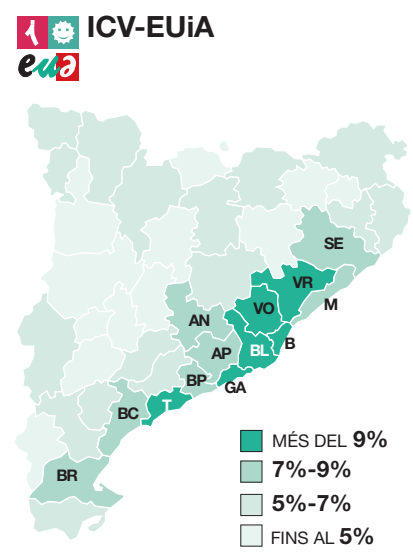 ICV-EUiA
eua
SE
VR
M
VO
AN
B
BL
AP
BP
GA
T
BC
BR
MÉS DEL 9%
7%-9%
5%-7%
FINS AL 5%